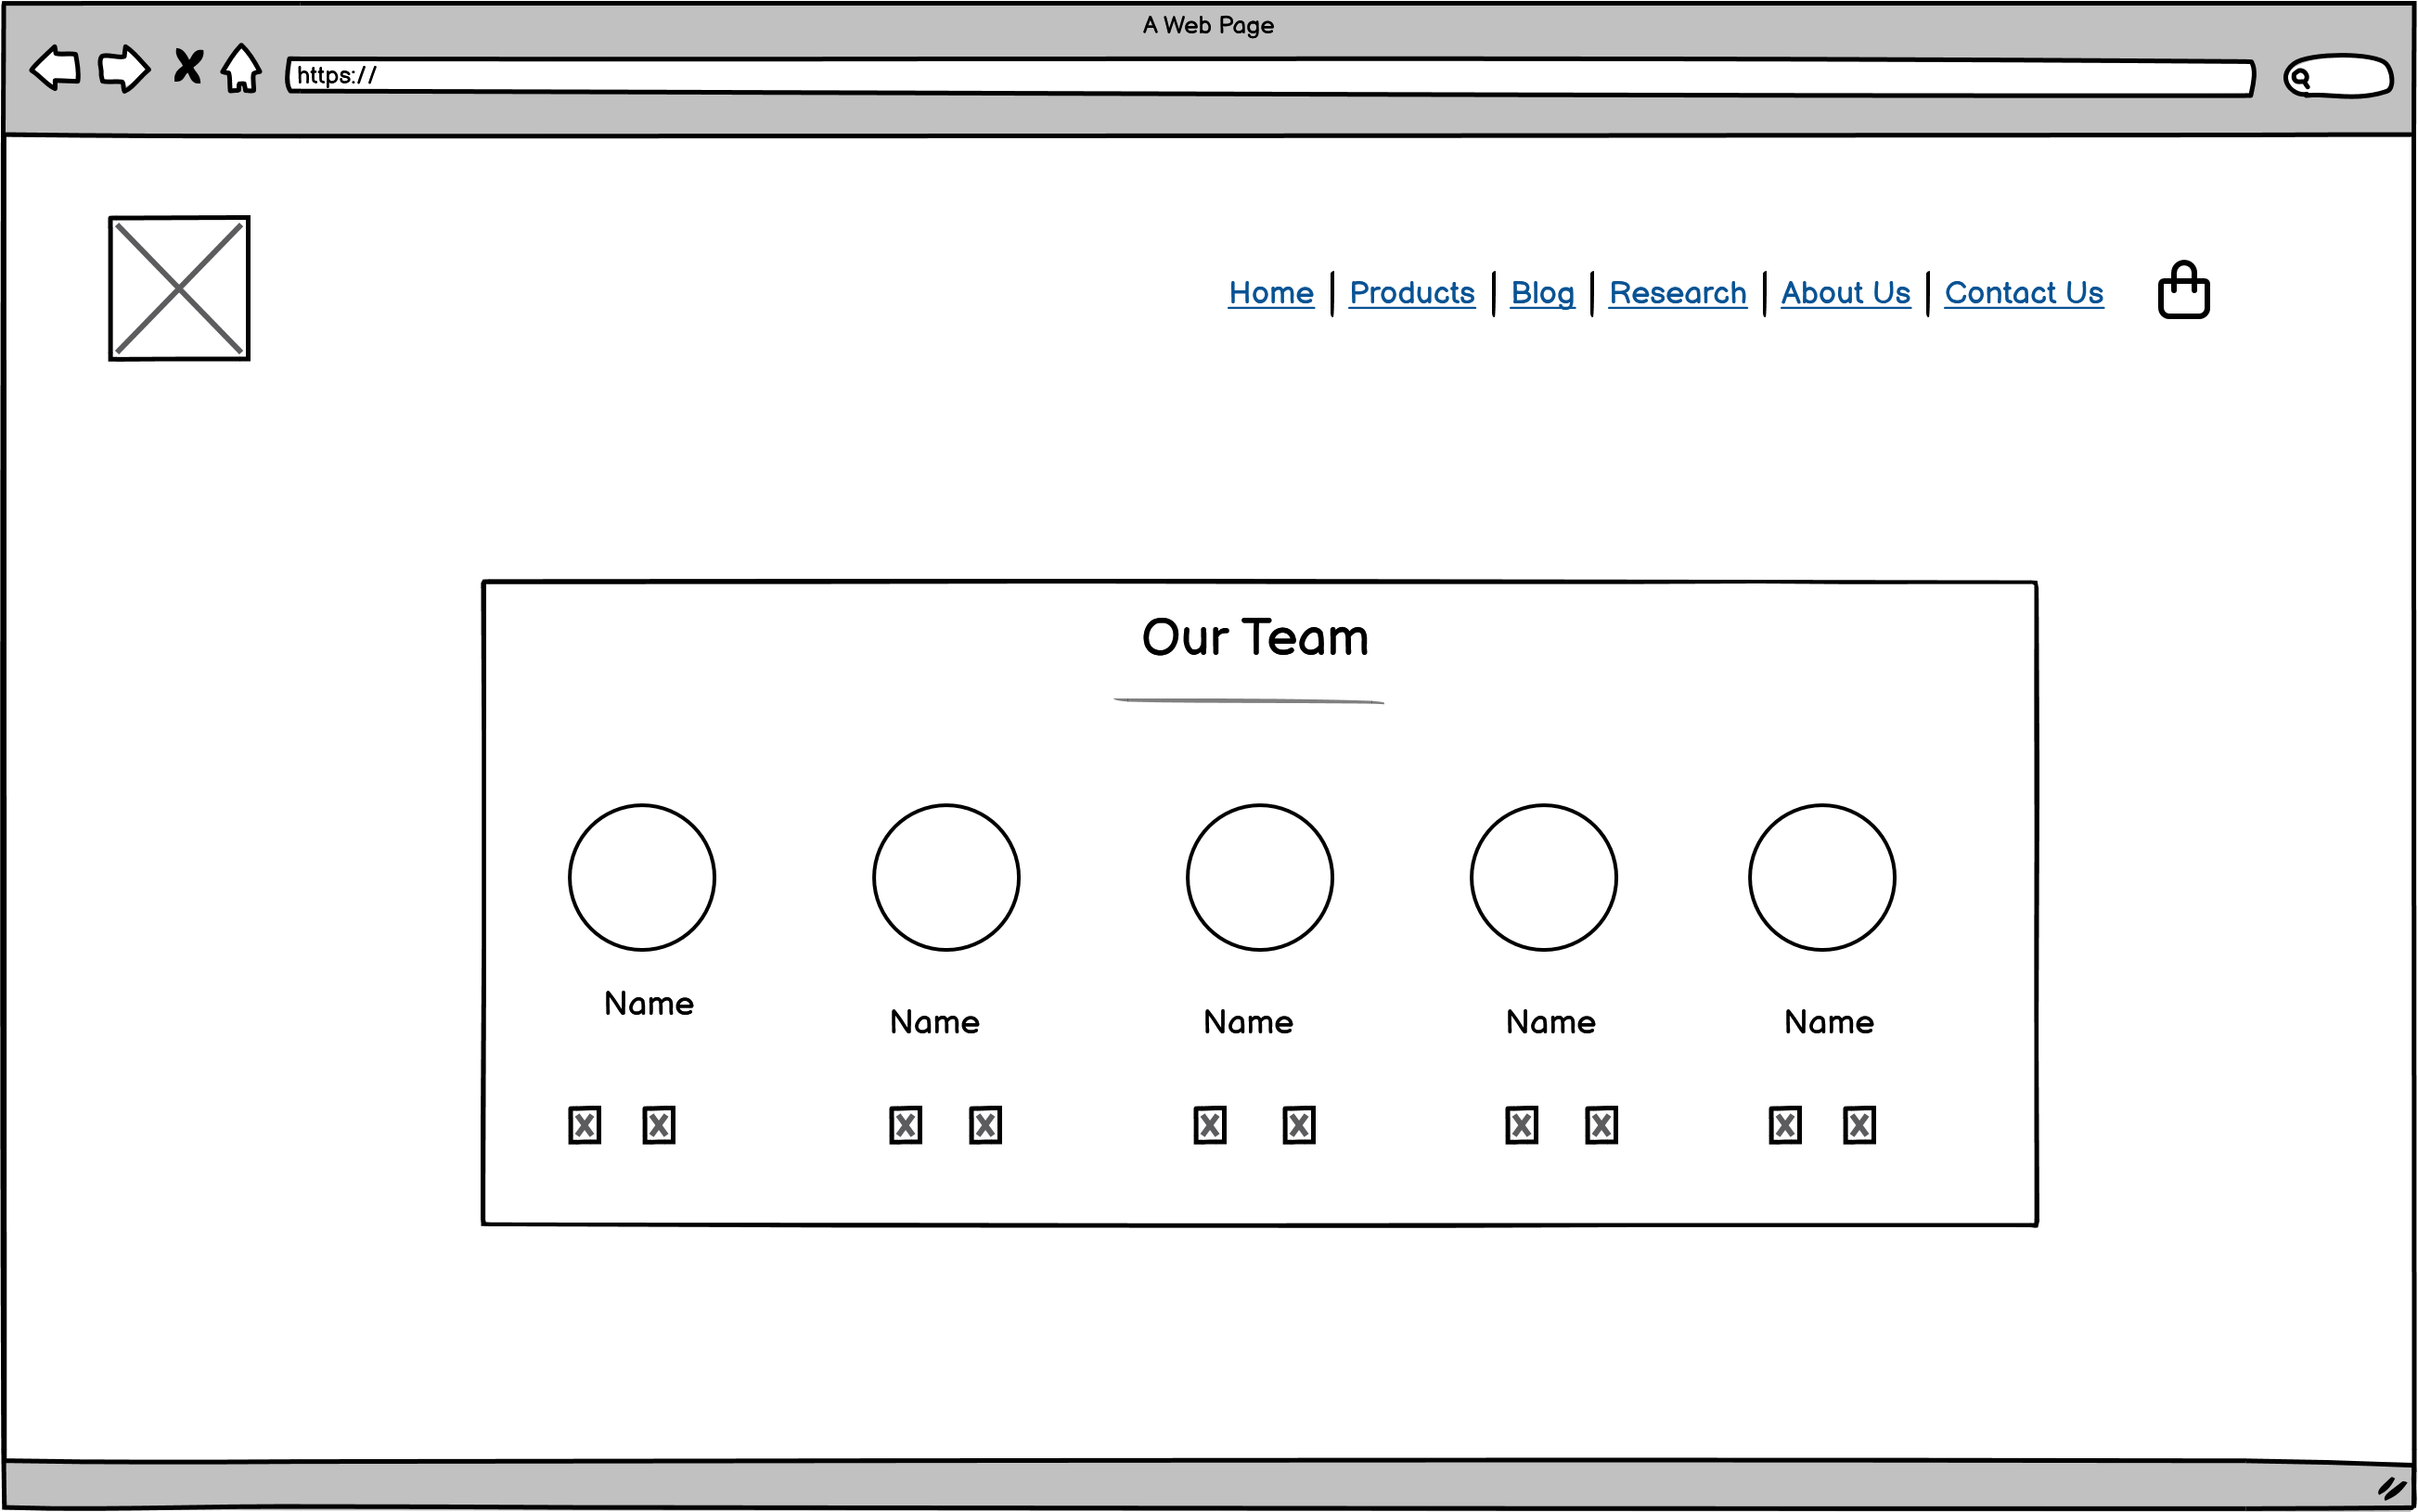 A Web Page
https://
Home | Products | Blog | Research | About Us | Contact Us
Our Team
Name Name Name Name Name